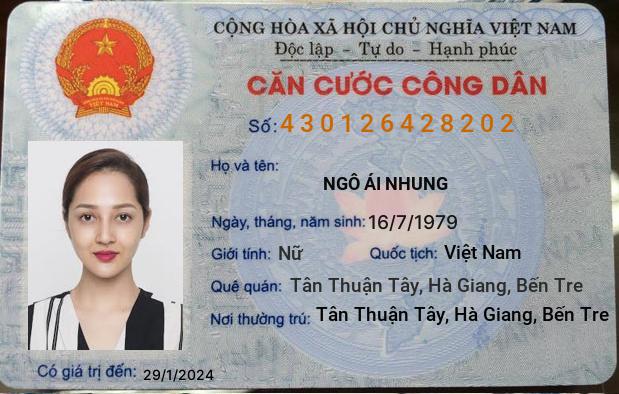 CỘNG HÒA XÃ HỘI CHỦ NGHĨA VIỆT NAM
Độc lập - Tự do - Hạnh phúc
CĂN CƯỚC CÔNG DÂN
Số: 430126428202
Họ và tên:
NGÔ ÁI NHUNG
Ngày, tháng, năm sinh: 16/7/1979
Giới tính: Nữ Quốc tịch: Việt Nam
Quê quán: Tân Thuận Tây, Hà Giang, Bến Tre
Nơi thường trú: Tân Thuận Tây, Hà Giang, Bến Tre
Có giá trị đến: 29/1/2024
VIỆT NAM